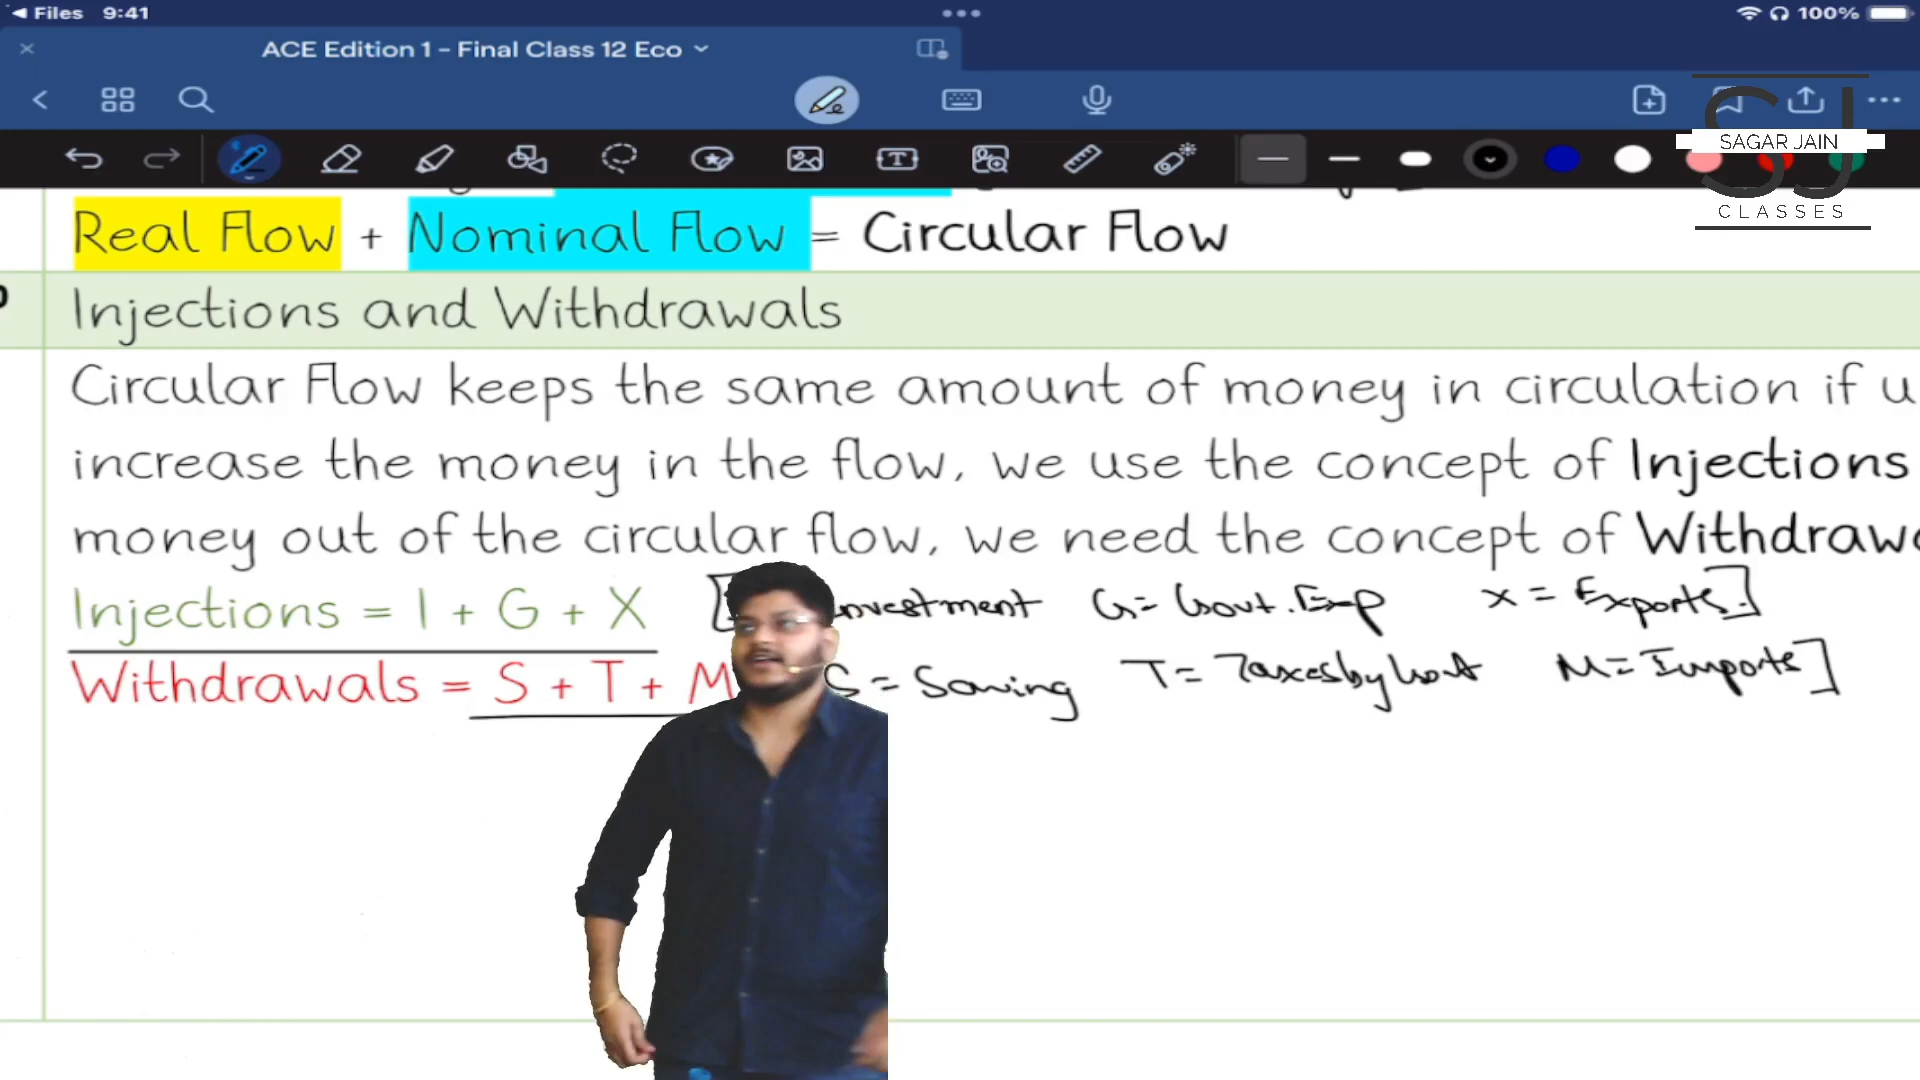 Files 9:41
100%
ACE Edition 1 – Final Class 12 Eco
SJ
SAGAR JAIN
CLASSES
Real Flow + Nominal Flow = Circular Flow
Injections and Withdrawals
Circular Flow keeps the same amount of money in circulation if u
increase the money in the flow, we use the concept of Injections
money out of the circular flow, we need the concept of Withdraw
Injections = I + G + X [ Investment G = Govt. Exp X = Exports.]
Withdrawals = S + T + M S = Saving T = Taxes by Govt M = Imports]